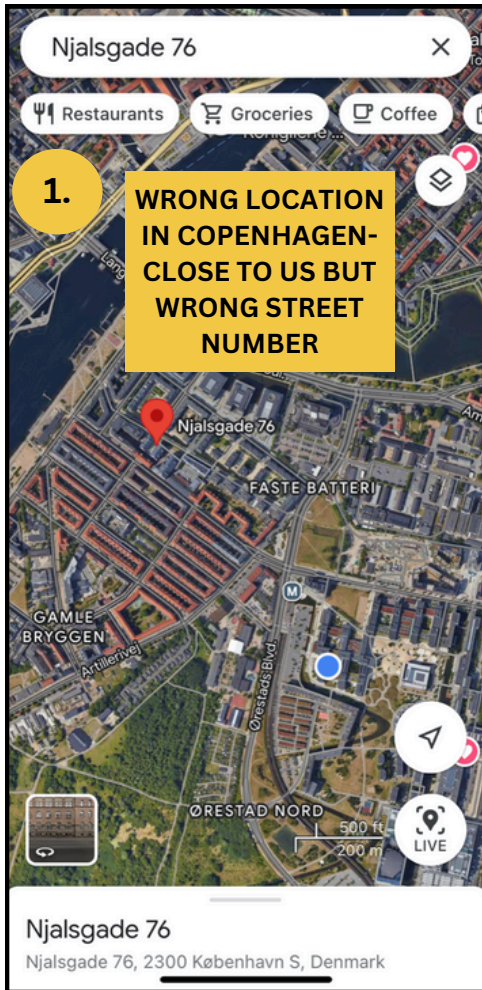 Njalsgade 76
Restaurants
Groceries
Coffee
1.
WRONG LOCATION
IN COPENHAGEN-
CLOSE TO US BUT
WRONG STREET
NUMBER
Njalsgade 76
FASTE BATTERI
M
GAMLE
BRYGGEN
Artillerivej
Ørestads Blvd.
ØRESTAD NORD
500 ft
200 m
LIVE
Njalsgade 76
Njalsgade 76, 2300 København S, Denmark